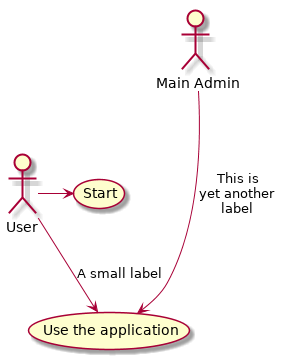 Main Admin
This is
yet another
label
Start
User
A small label
Use the application